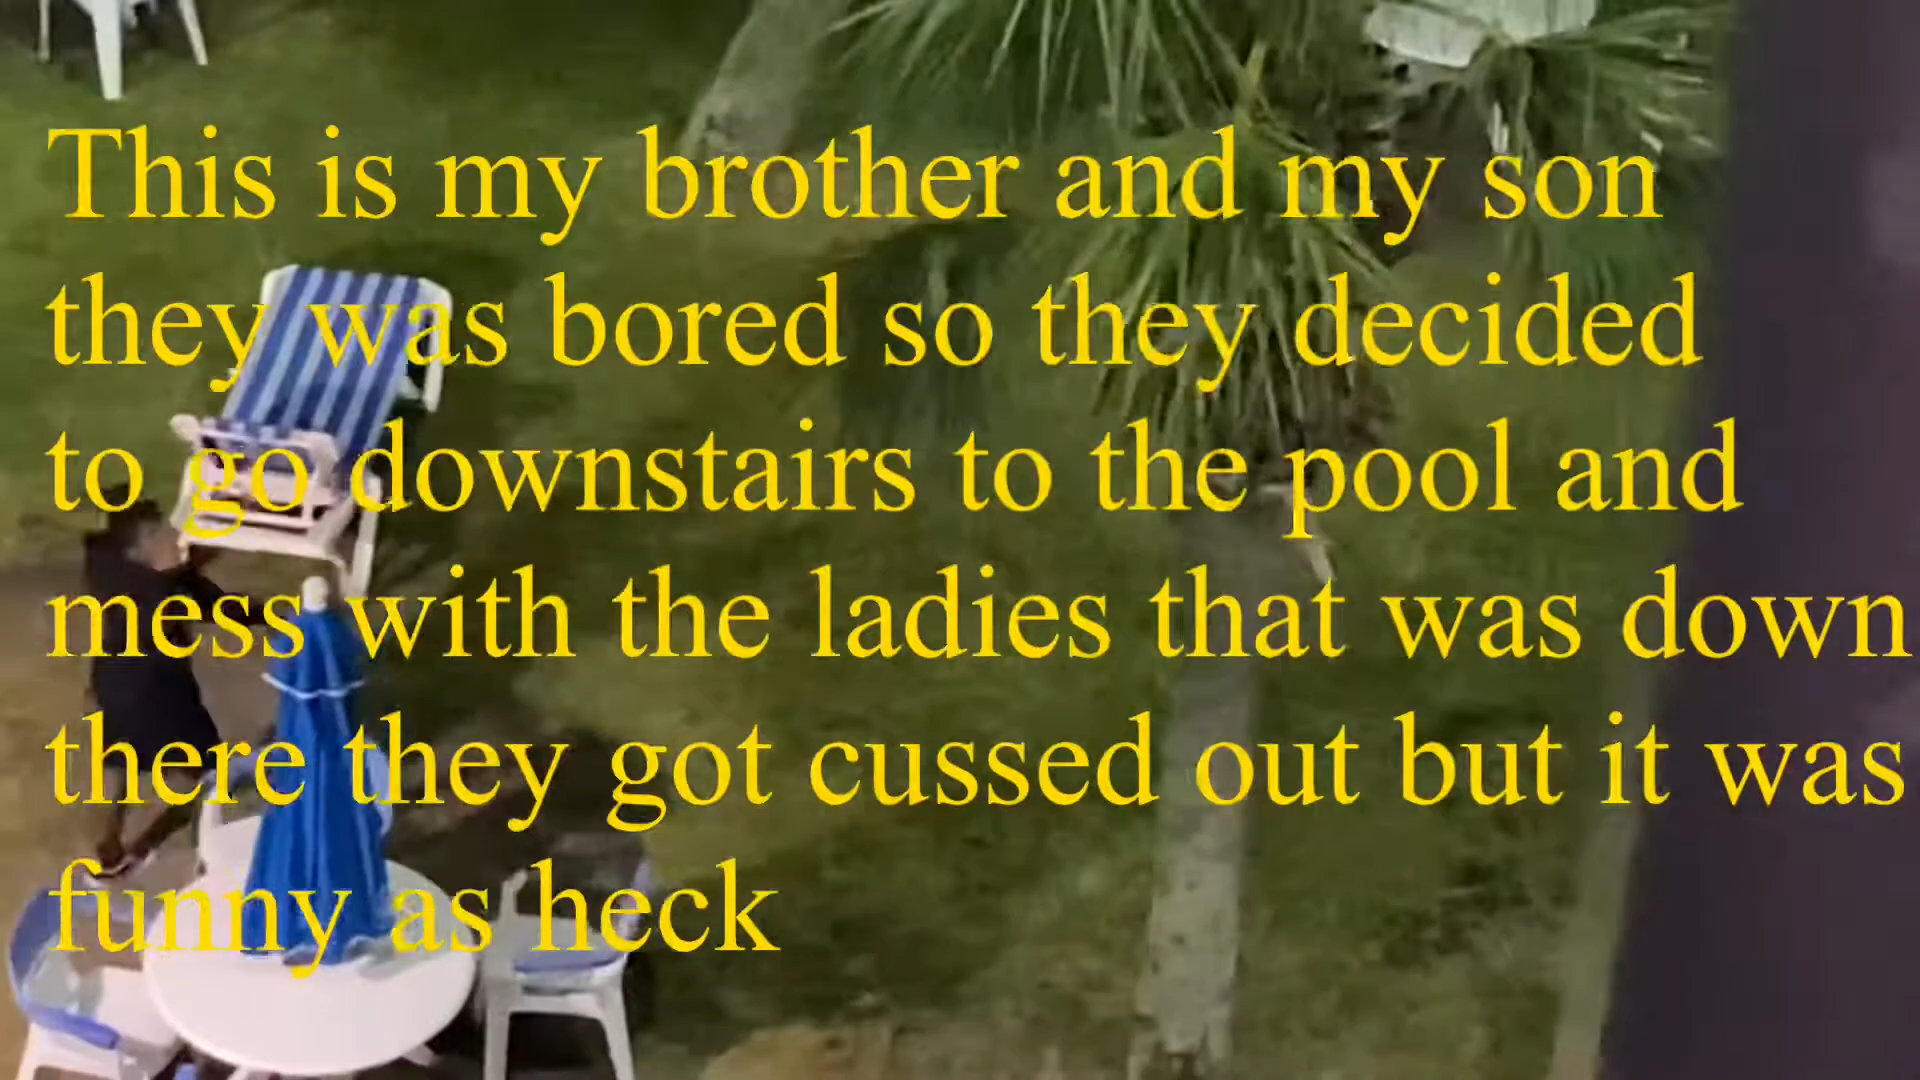 This is my brother and my son
they was bored so they decided
to go downstairs to the pool and
mess with the ladies that was down
there they got cussed out but it was
funny as heck